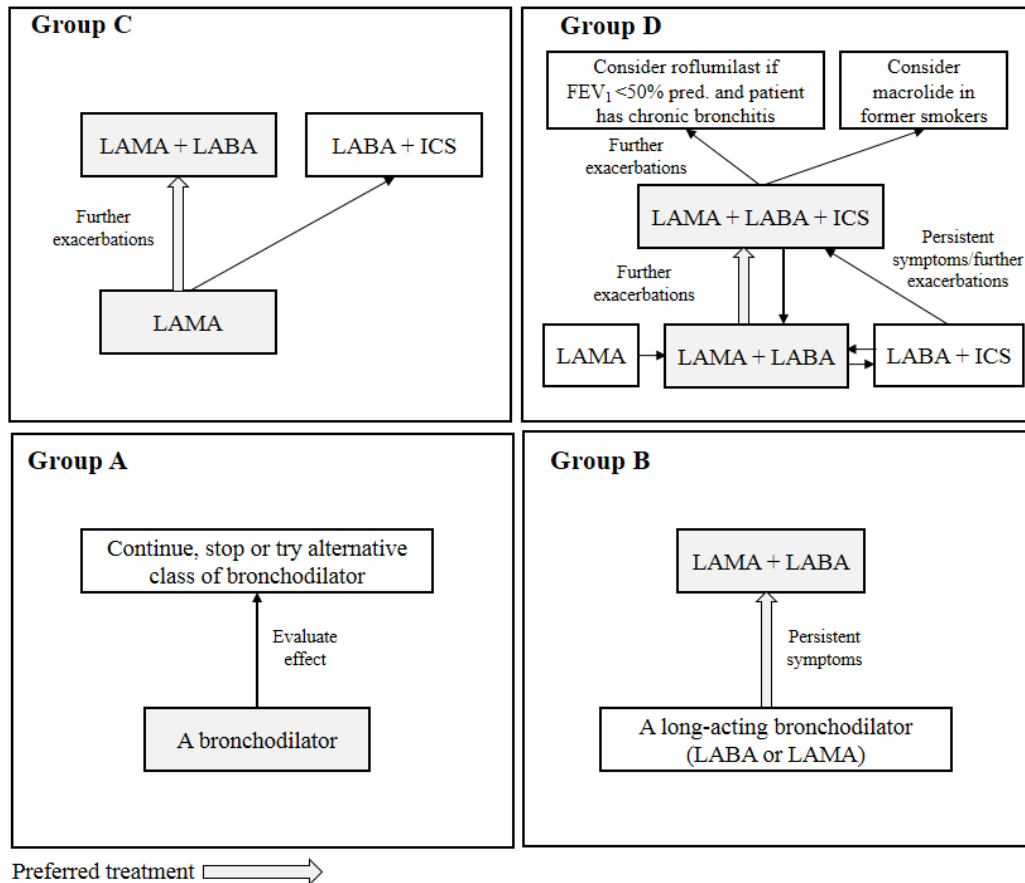 Group C
LAMA + LABA
LABA + ICS
Further
exacerbations
LAMA
Group D
Consider roflumilast if
FEV₁ <50% pred. and patient
has chronic bronchitis
Consider
macrolide in
former smokers
Further
exacerbations
LAMA + LABA + ICS
Persistent
symptoms/further
exacerbations
Further
exacerbations
LAMA
LAMA + LABA
LABA + ICS
Group A
Continue, stop or try alternative
class of bronchodilator
Evaluate
effect
A bronchodilator
Group B
LAMA + LABA
Persistent
symptoms
A long-acting bronchodilator
(LABA or LAMA)
Preferred treatment